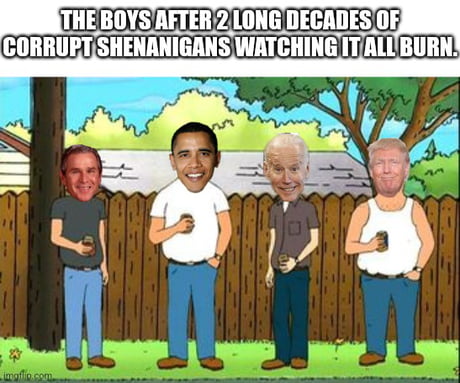 THE BOYS AFTER 2 LONG DECADES OF
CORRUPT SHENANIGANS WATCHING IT ALL BURN.
imgflip.com